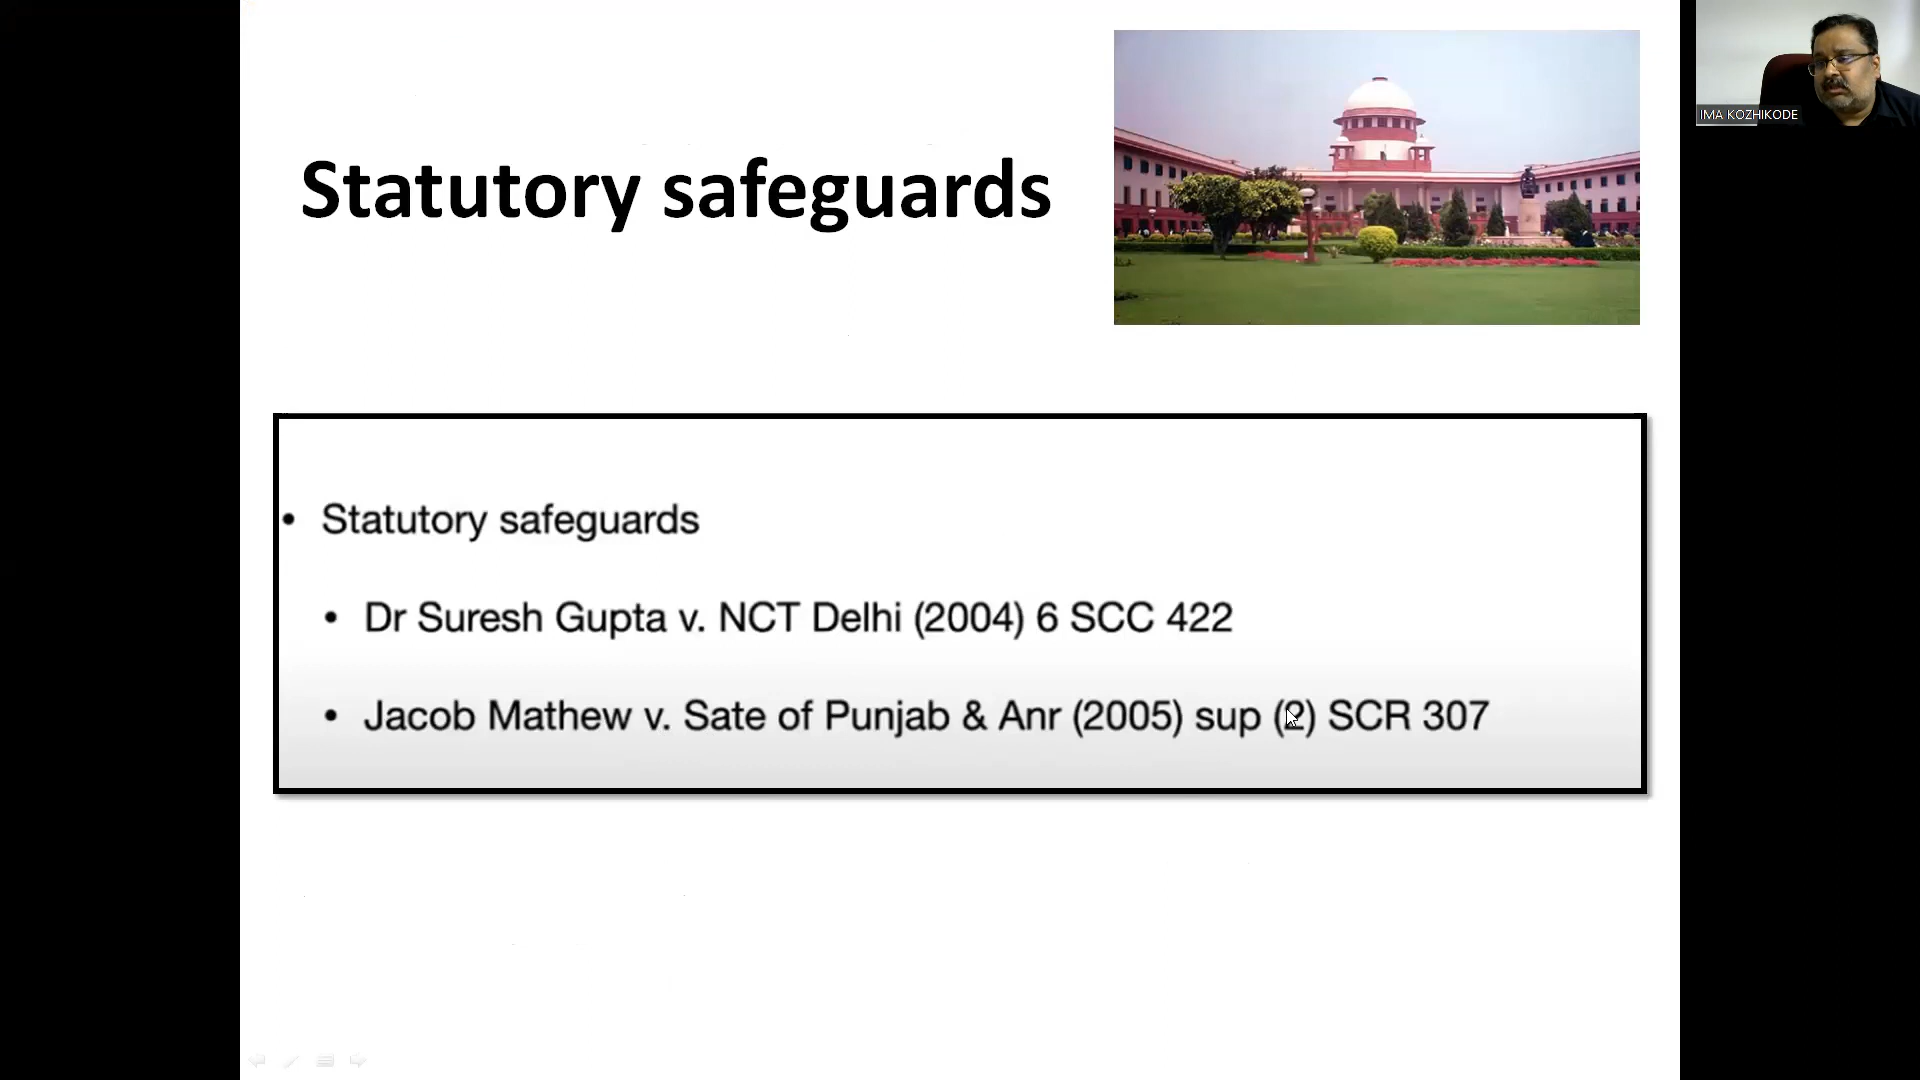 Statutory safeguards
IMA KOZHIKODE
• Statutory safeguards
• Dr Suresh Gupta v. NCT Delhi (2004) 6 SCC 422
• Jacob Mathew v. Sate of Punjab & Anr (2005) sup (2) SCR 307